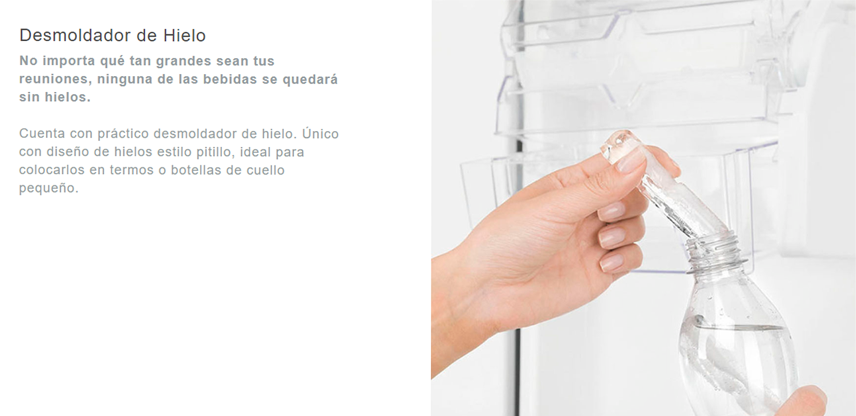 Desmoldador de Hielo
No importa qué tan grandes sean tus
reuniones, ninguna de las bebidas se quedará
sin hielos.
Cuenta con práctico desmoldador de hielo. Único
con diseño de hielos estilo pitillo, ideal para
colocarlos en termos o botellas de cuello
pequeño.